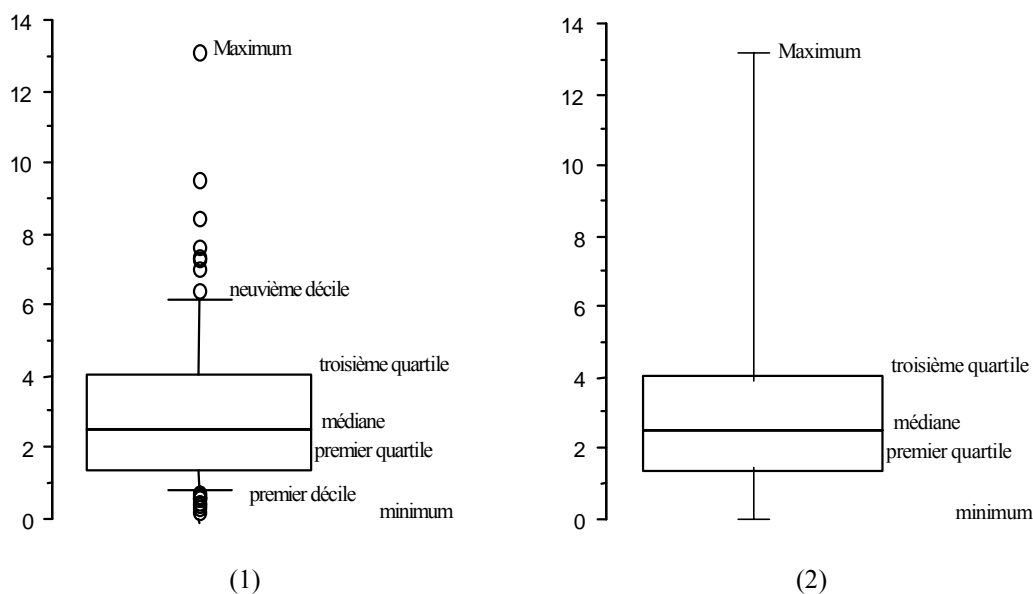 14
Maximum
12
10
8
neuvième décile
6
troisième quartile
4
médiane
premier quartile
2
premier décile
minimum
0
(1)
14
Maximum
12
10
8
6
troisième quartile
4
médiane
premier quartile
2
minimum
0
(2)